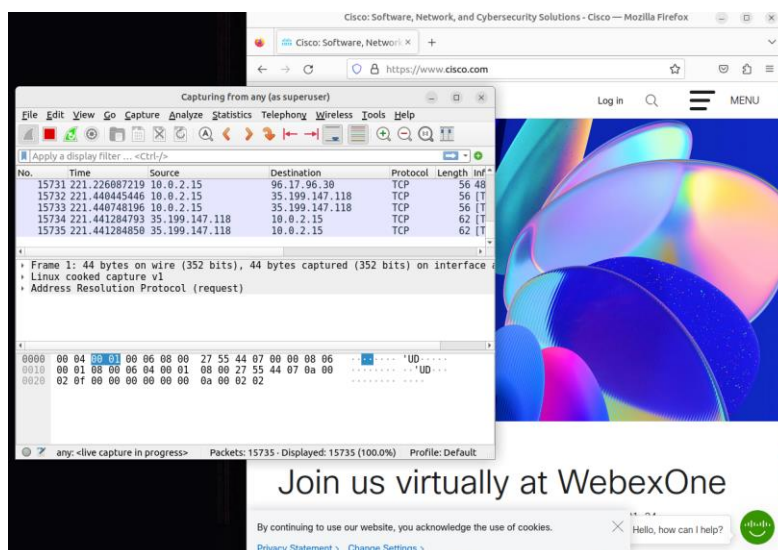 Cisco: Software, Network, and Cybersecurity Solutions - Cisco — Mozilla Firefox
Cisco: Software, Network
https://www.cisco.com
Log in
MENU
Capturing from any (as superuser)
File Edit View Go Capture Analyze Statistics Telephony Wireless Tools Help
Apply a display filter ... <Ctrl-/>
No. Time Source Destination Protocol Length Inf
15731 221.226087219 10.0.2.15 96.17.96.30 TCP 56 48
15732 221.440445446 10.0.2.15 35.199.147.118 TCP 56 [T
15733 221.440748196 10.0.2.15 35.199.147.118 TCP 56 [T
15734 221.441284793 35.199.147.118 10.0.2.15 TCP 62 [T
15735 221.441284850 35.199.147.118 10.0.2.15 TCP 62 [T
Frame 1: 44 bytes on wire (352 bits), 44 bytes captured (352 bits) on interface a
Linux cooked capture v1
Address Resolution Protocol (request)
0000 00 04 00 01 00 06 08 00 27 55 44 07 00 00 08 06 ········ 'UD·····
0010 00 01 08 00 06 04 00 01 08 00 27 55 44 07 0a 00 ········ ··'UD···
0020 02 0f 00 00 00 00 00 00 0a 00 02 02 ········ ····
any: <live capture in progress>
Packets: 15735 · Displayed: 15735 (100.0%)
Profile: Default
Join us virtually at WebexOne
By continuing to use our website, you acknowledge the use of cookies.
Privacy Statement > Change Settings >
Hello, how can I help?